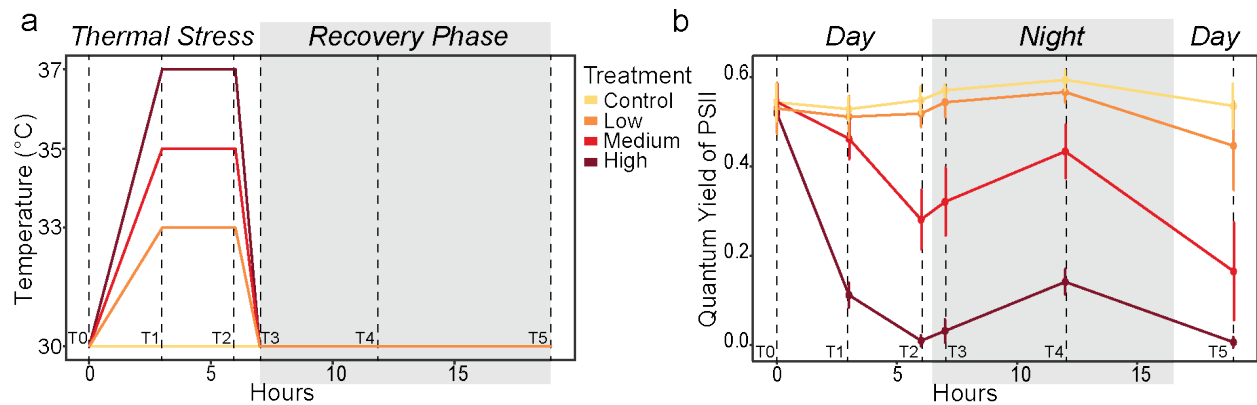 a
Thermal Stress
Recovery Phase
37
35
33
30
Temperature (°C)
T0
T1
T2
T3
T4
T5
0
5
10
15
Hours
Treatment
Control
Low
Medium
High
b
Day
Night
Day
0.6
0.4
0.2
0.0
Quantum Yield of PSII
T0
T1
T2
T3
T4
T5
0
5
10
15
Hours